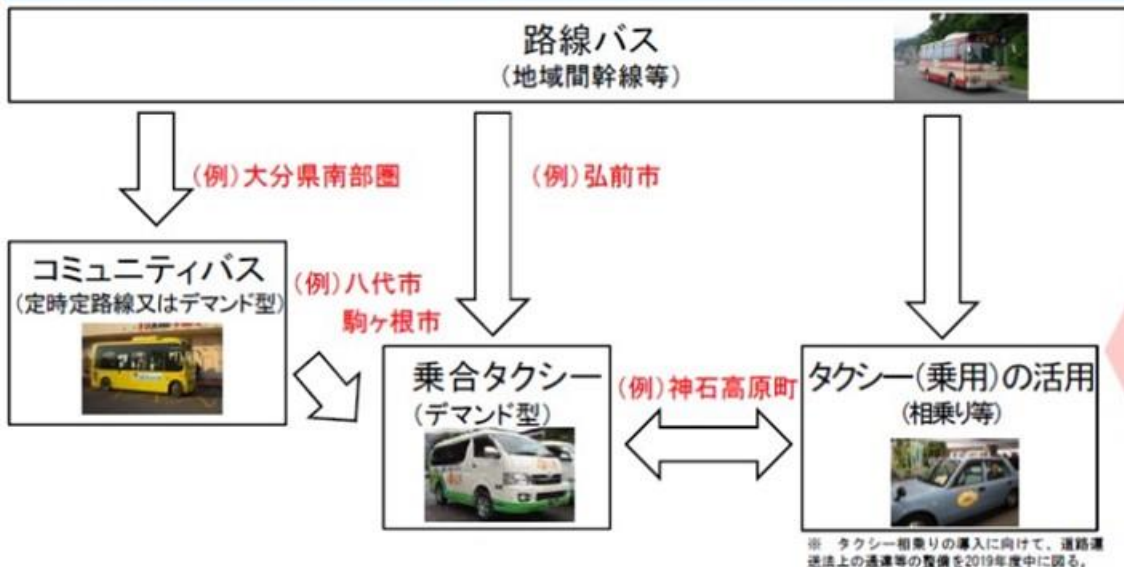 路線バス
(地域間幹線等)
(例)大分県南部圏
(例)弘前市
コミュニティバス
(定時定路線又はデマンド型)
(例)八代市
駒ヶ根市
乗合タクシー
(デマンド型)
(例)神石高原町
タクシー(乗用)の活用
(相乗り等)
※ タクシー相乗りの導入に向けて、道路運
送法上の通達等の整備を2019年度中に図る。